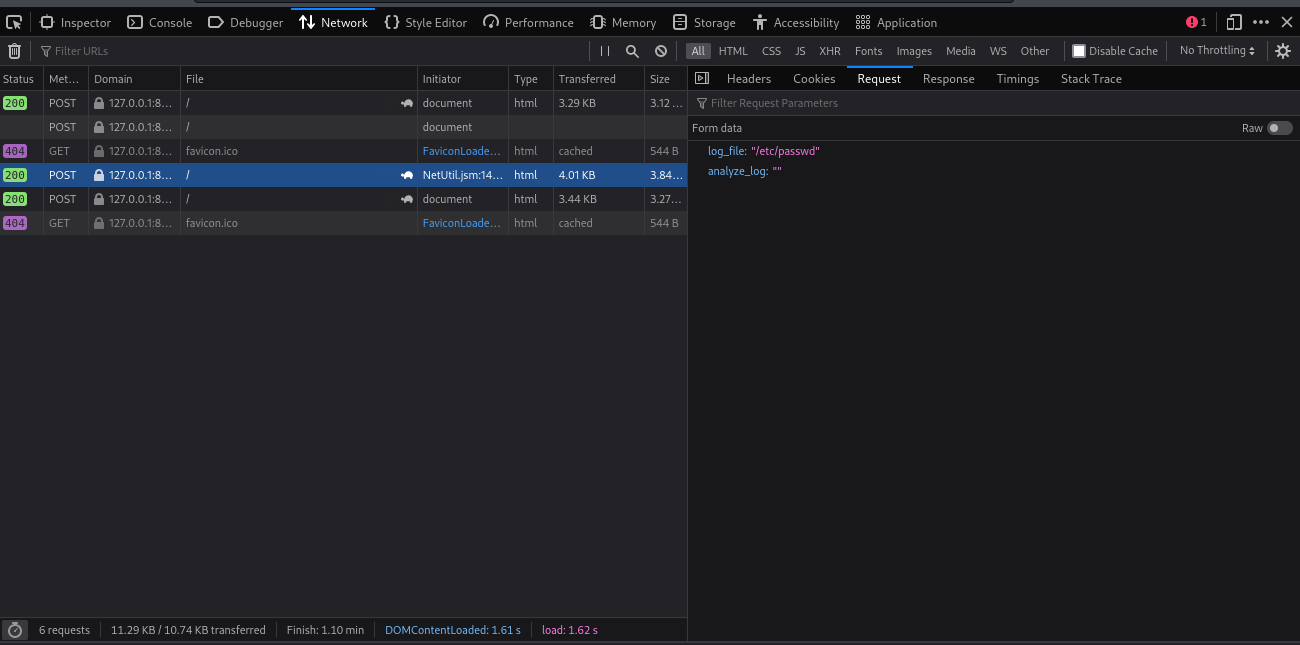 Inspector Console Debugger Network Style Editor Performance Memory Storage Accessibility Application 1
Filter URLs All HTML CSS JS XHR Fonts Images Media WS Other Disable Cache No Throttling
Status Met... Domain File Initiator Type Transferred Size
200 POST 127.0.0.1:8... / document html 3.29 KB 3.12 ...
POST 127.0.0.1:8... / document
404 GET 127.0.0.1:8... favicon.ico FaviconLoade... html cached 544 B
200 POST 127.0.0.1:8... / NetUtil.jsm:14... html 4.01 KB 3.84...
200 POST 127.0.0.1:8... / document html 3.44 KB 3.27...
404 GET 127.0.0.1:8... favicon.ico FaviconLoade... html cached 544 B
6 requests 11.29 KB / 10.74 KB transferred Finish: 1.10 min DOMContentLoaded: 1.61 s load: 1.62 s
Headers Cookies Request Response Timings Stack Trace
Filter Request Parameters
Form data Raw
log_file: "/etc/passwd"
analyze_log: ""